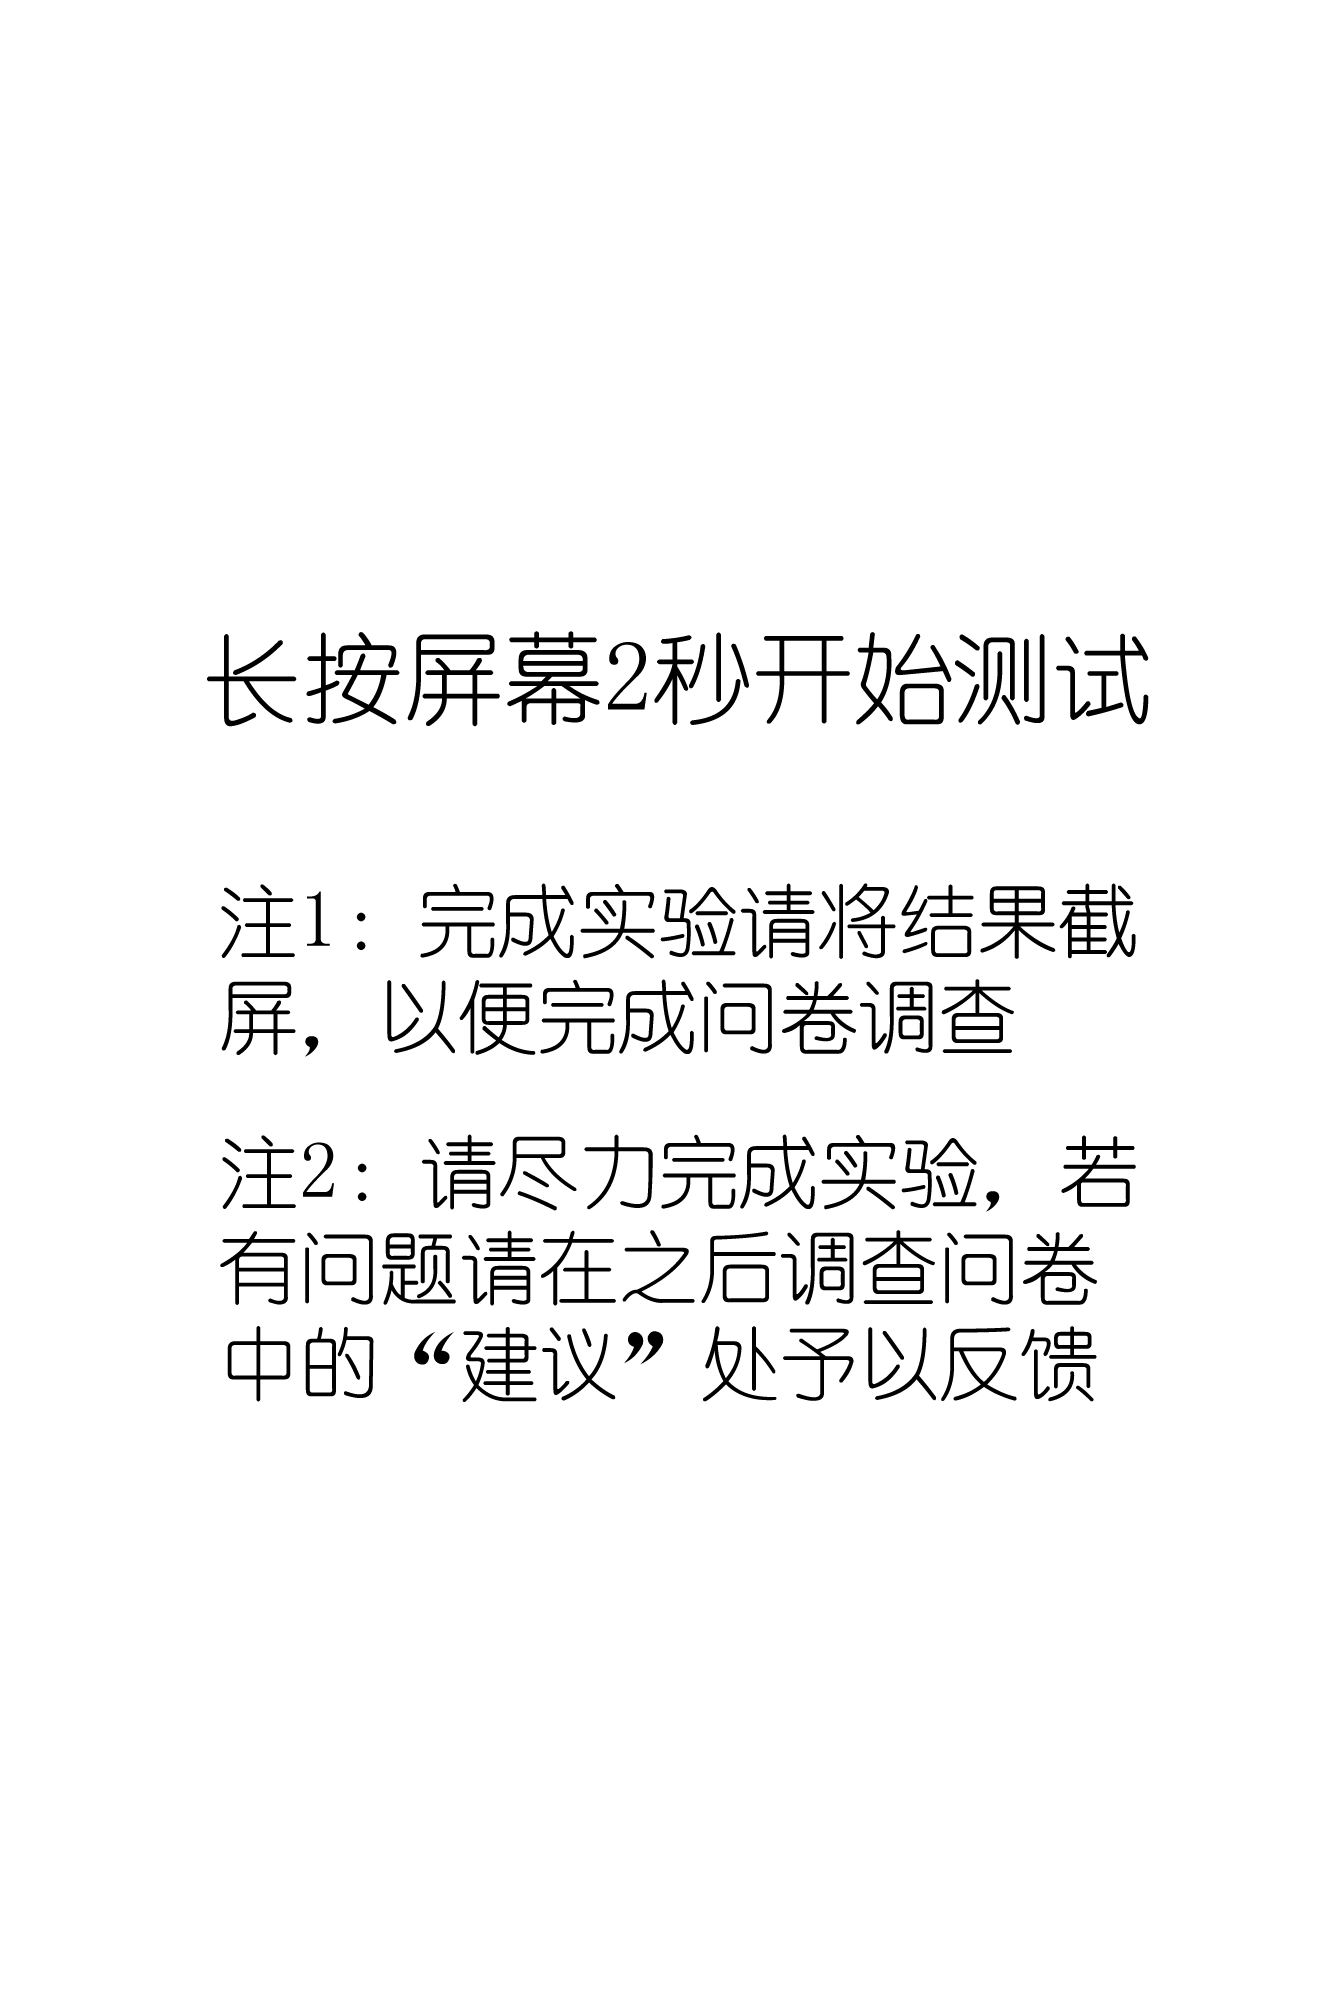 长按屏幕2秒开始测试
注1：完成实验请将结果截
屏，以便完成问卷调查
注2：请尽力完成实验，若
有问题请在之后调查问卷
中的“建议”处予以反馈